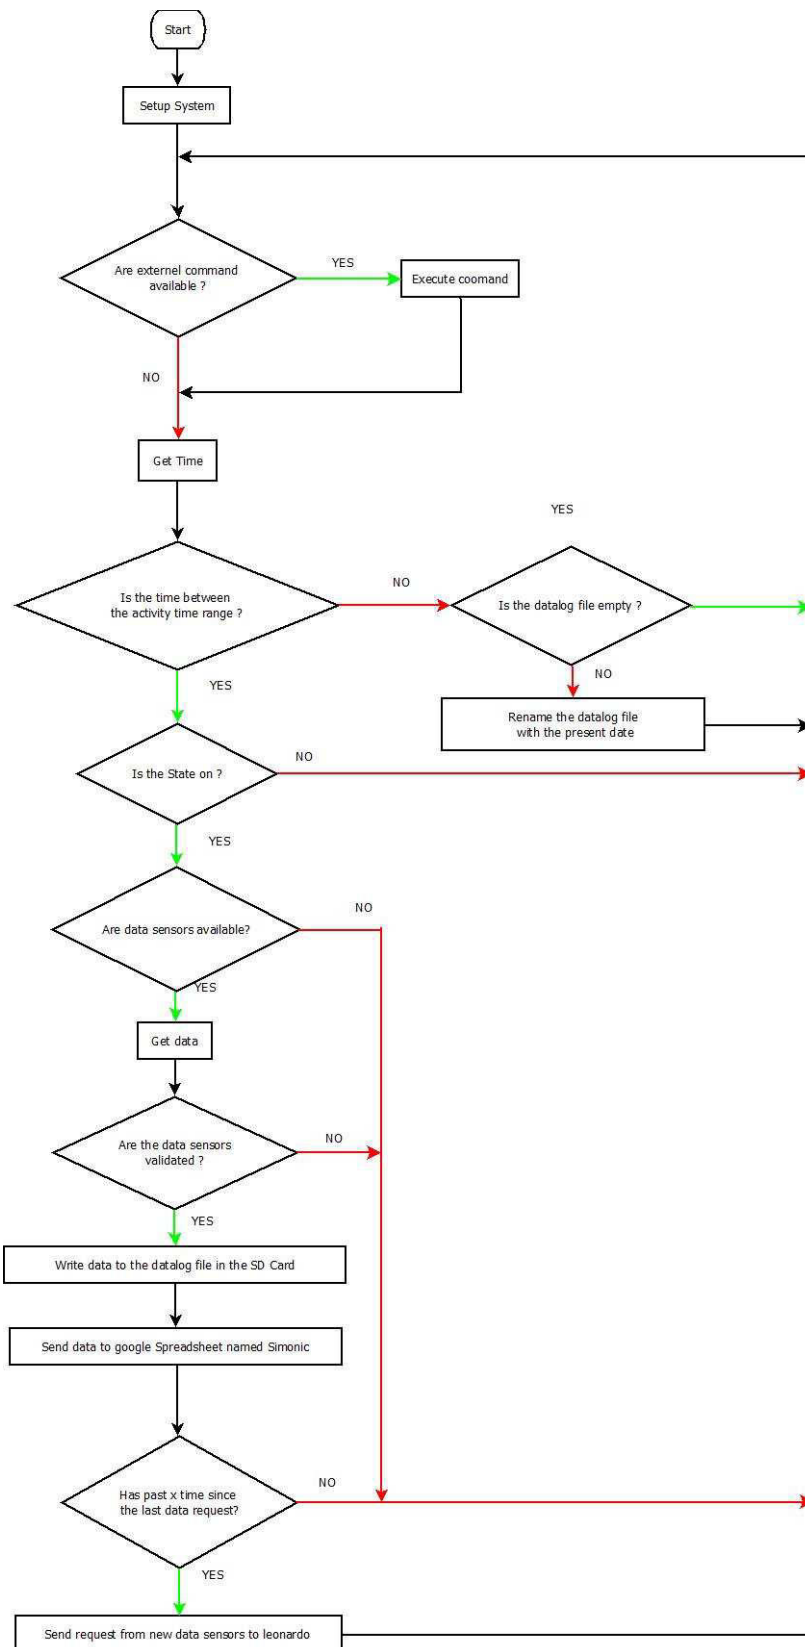 Start
Setup System
Are externel command
available ?
YES
Execute coomand
NO
Get Time
YES
Is the time between
the activity time range ?
NO
Is the datalog file empty ?
YES
NO
Rename the datalog file
with the present date
Is the State on ?
NO
YES
Are data sensors available?
NO
YES
Get data
Are the data sensors
validated ?
NO
YES
Write data to the datalog file in the SD Card
Send data to google Spreadsheet named Simonic
Has past x time since
the last data request?
NO
YES
Send request from new data sensors to leonardo